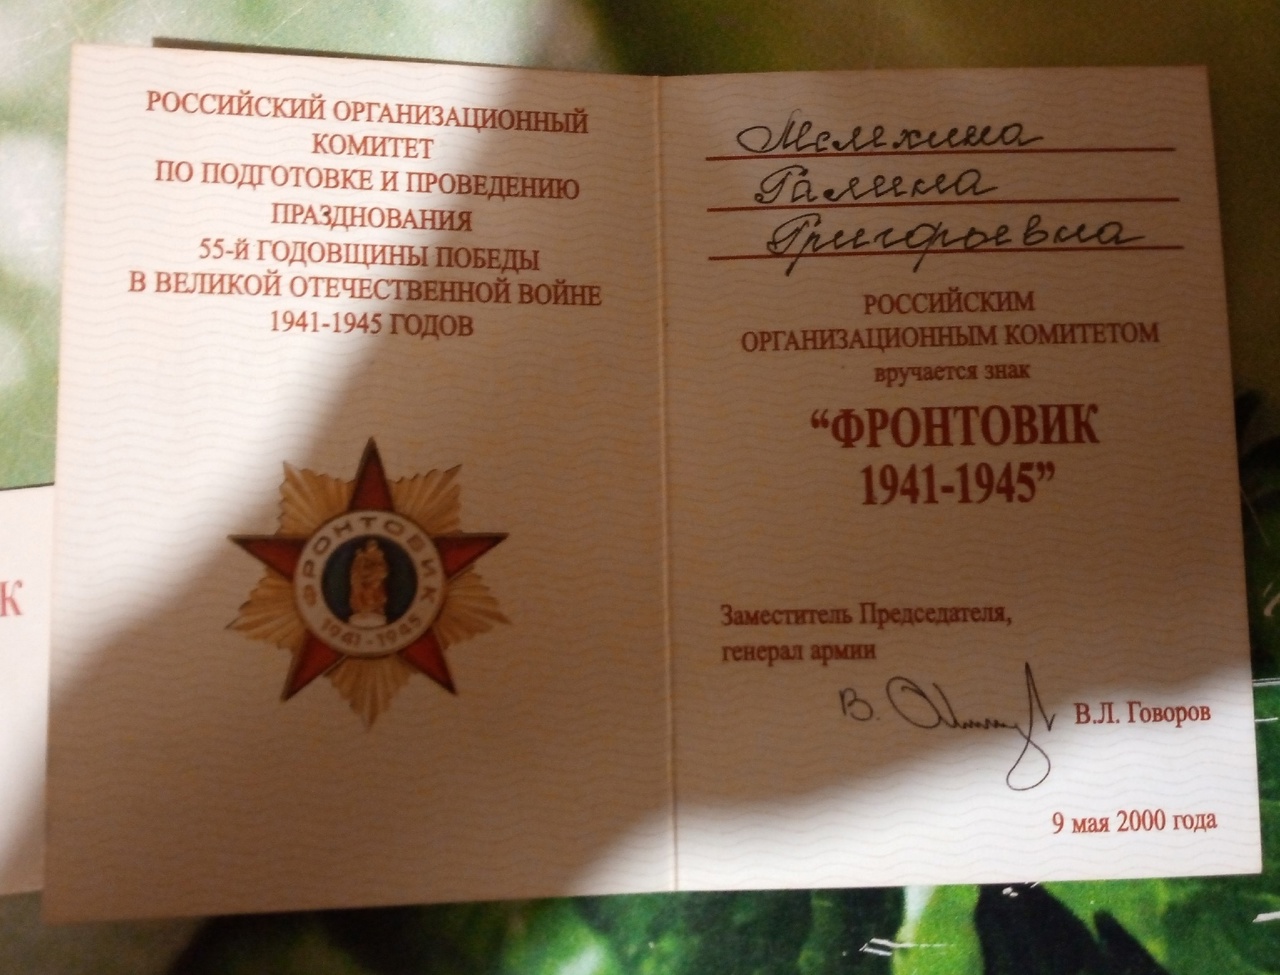 РОССИЙСКИЙ ОРГАНИЗАЦИОННЫЙ
КОМИТЕТ
ПО ПОДГОТОВКЕ И ПРОВЕДЕНИЮ
ПРАЗДНОВАНИЯ
55-й ГОДОВЩИНЫ ПОБЕДЫ
В ВЕЛИКОЙ ОТЕЧЕСТВЕННОЙ ВОЙНЕ
1941-1945 ГОДОВ
ФРОНТОВИК
1941-1945
К
Мелехина
Галина
Григорьевна
РОССИЙСКИМ
ОРГАНИЗАЦИОННЫМ КОМИТЕТОМ
вручается знак
“ФРОНТОВИК
1941-1945”
Заместитель Председателя,
генерал армии
В.Л. Говоров
9 мая 2000 года